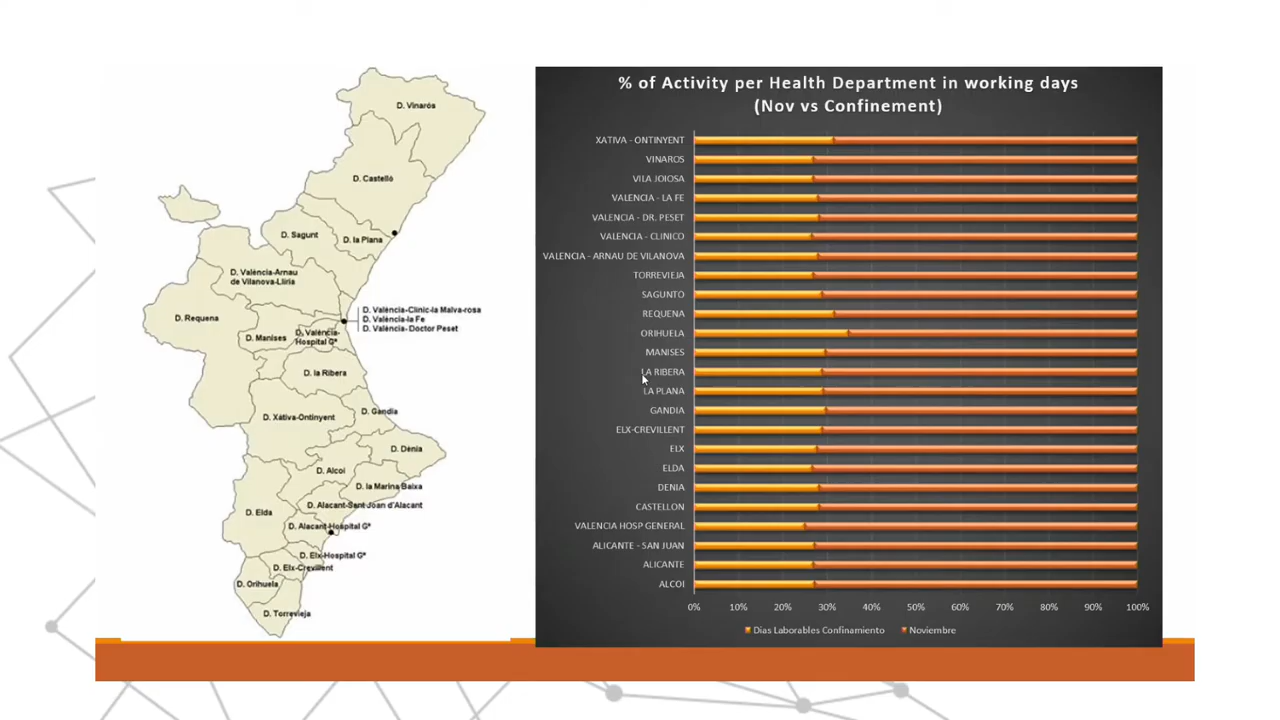 D. Vinaròs
D. Castelló
D. Sagunt
D. la Plana
D. València-Arnau
de Vilanova-Llíria
D. Requena
D. València-Clínic-la Malva-rosa
D. València-la Fe
D. València- Doctor Peset
D. Manises
D. València-
Hospital Gª
D. la Ribera
D. Xàtiva-Ontinyent
D. Gandia
D. Dènia
D. Alcoi
D. la Marina Baixa
D. Alacant-Sant Joan d'Alacant
D. Elda
D. Alacant-Hospital Gª
D. Elx-Hospital Gª
D. Elx-Crevillent
D. Orihuela
D. Torrevieja
% of Activity per Health Department in working days
(Nov vs Confinement)
XATIVA - ONTINYENT
VINAROS
VILA JOIOSA
VALENCIA - LA FE
VALENCIA - DR. PESET
VALENCIA - CLINICO
VALENCIA - ARNAU DE VILANOVA
TORREVIEJA
SAGUNTO
REQUENA
ORIHUELA
MANISES
LA RIBERA
LA PLANA
GANDIA
ELX-CREVILLENT
ELX
ELDA
DENIA
CASTELLON
VALENCIA HOSP GENERAL
ALICANTE - SAN JUAN
ALICANTE
ALCOI
0% 10% 20% 30% 40% 50% 60% 70% 80% 90% 100%
Dias Laborables Confinamiento Noviembre